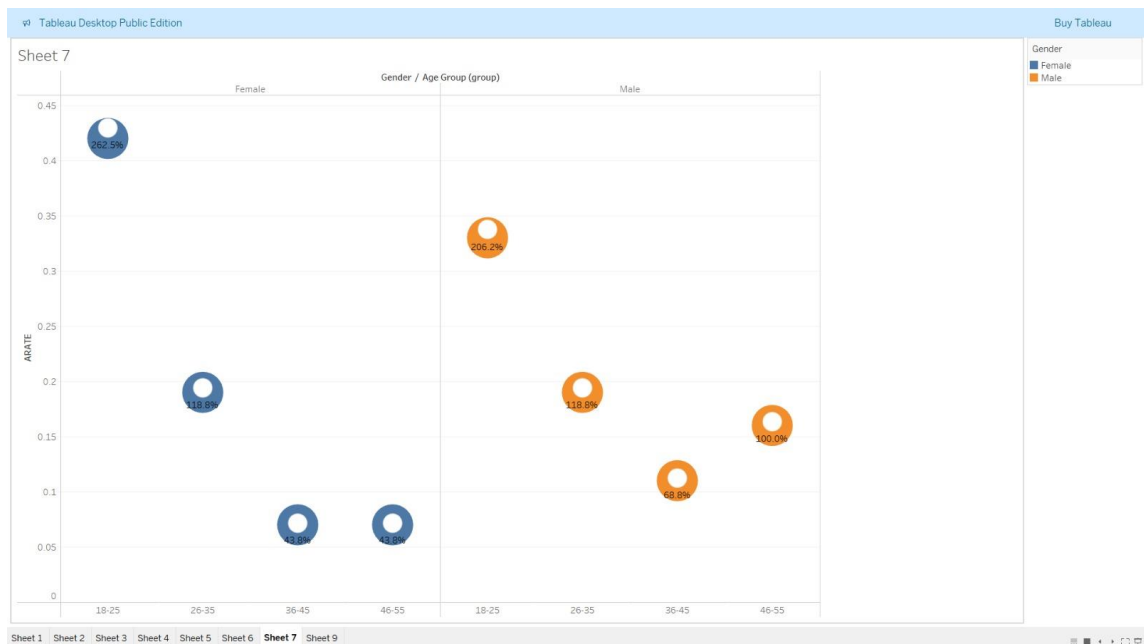 Tableau Desktop Public Edition
Buy Tableau
Sheet 7
Gender / Age Group (group)
Female
Male
ARATE
0.45
0.4
0.35
0.3
0.25
0.2
0.15
0.1
0.05
0
262.5%
118.8%
43.8%
43.8%
206.2%
118.8%
68.8%
100.0%
18-25 26-35 36-45 46-55 18-25 26-35 36-45 46-55
Gender
Female
Male
Sheet 1 Sheet 2 Sheet 3 Sheet 4 Sheet 5 Sheet 6 Sheet 7 Sheet 9